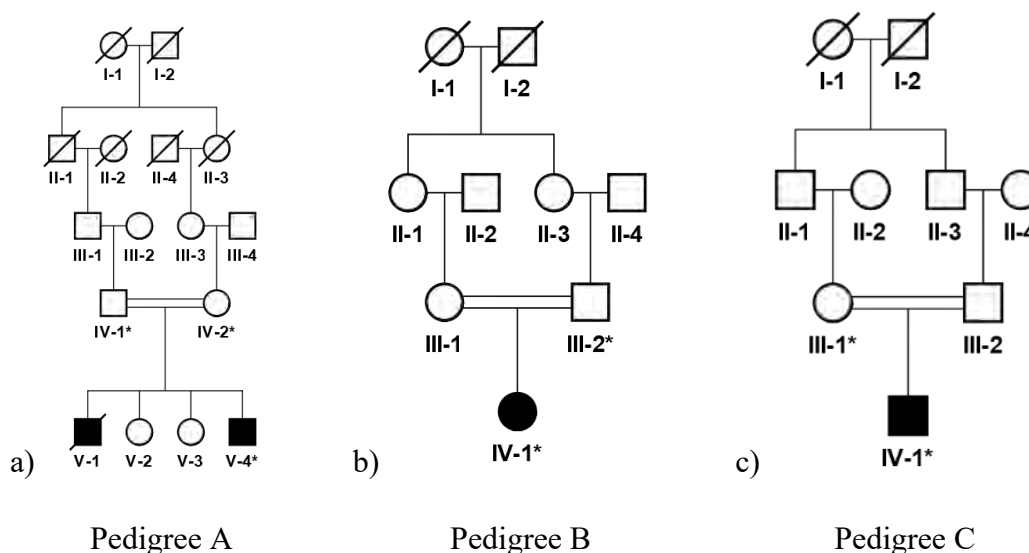 I-1 I-2
II-1 II-2 II-4 II-3
III-1 III-2 III-3 III-4
IV-1* IV-2*
V-1 V-2 V-3 V-4*
a)
Pedigree A
I-1 I-2
II-1 II-2 II-3 II-4
III-1 III-2*
IV-1*
b)
Pedigree B
I-1 I-2
II-1 II-2 II-3 II-4
III-1* III-2
IV-1*
c)
Pedigree C